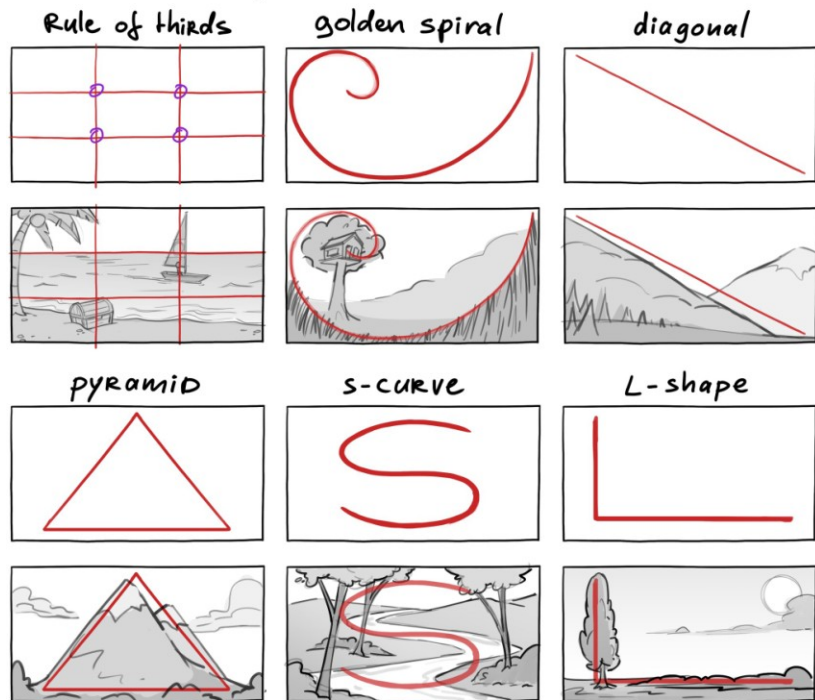 Rule of thirds
golden spiral
diagonal
pyramid
s-curve
L-shape